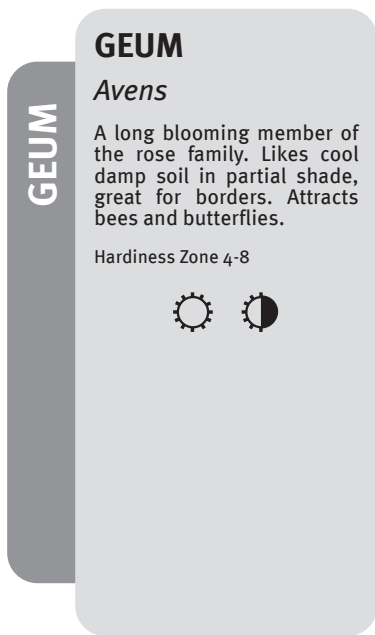 GEUM
GEUM
Avens
A long blooming member of
the rose family. Likes cool
damp soil in partial shade,
great for borders. Attracts
bees and butterflies.
Hardiness Zone 4-8